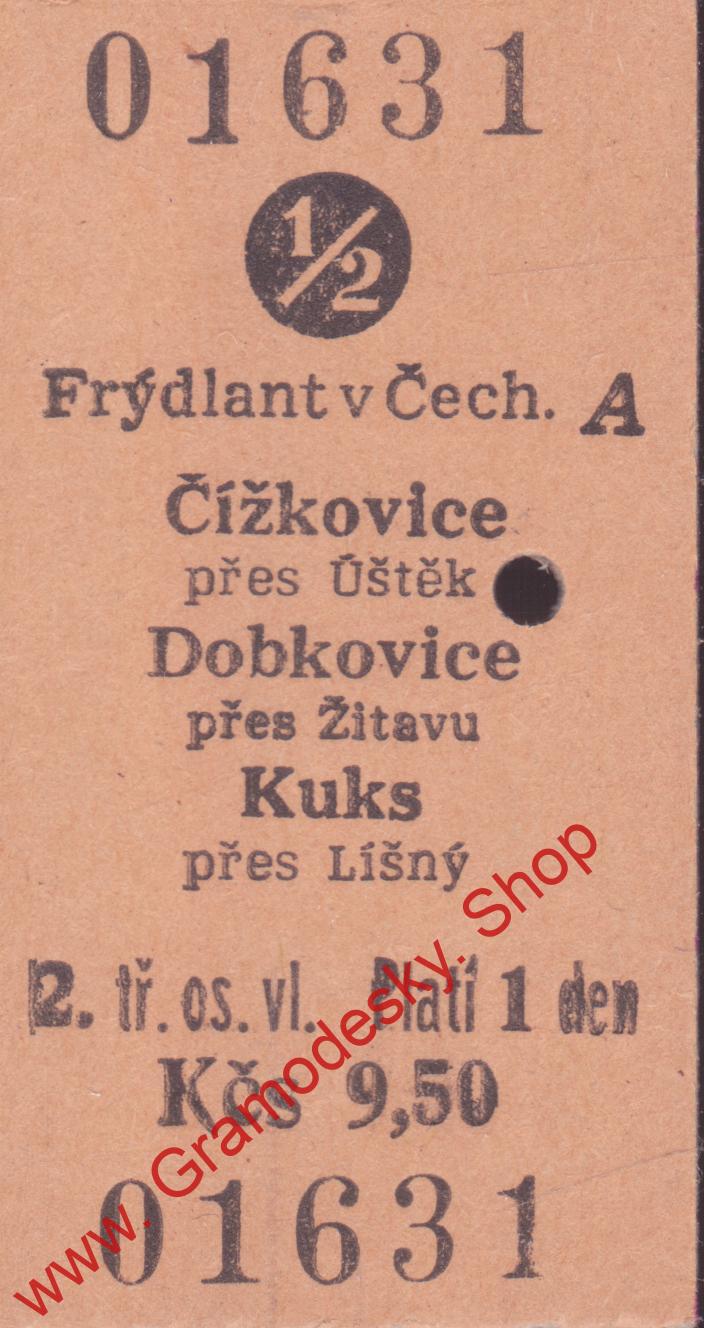 01631
1/2
Frýdlant v Čech. A
Čížkovice
přes Úštěk
Dobkovice
přes Žitavu
Kuks
přes Líšný
2. tř. os. vl. Platí 1 den
Kčs 9,50
01631
www. Gramodesky. Shop